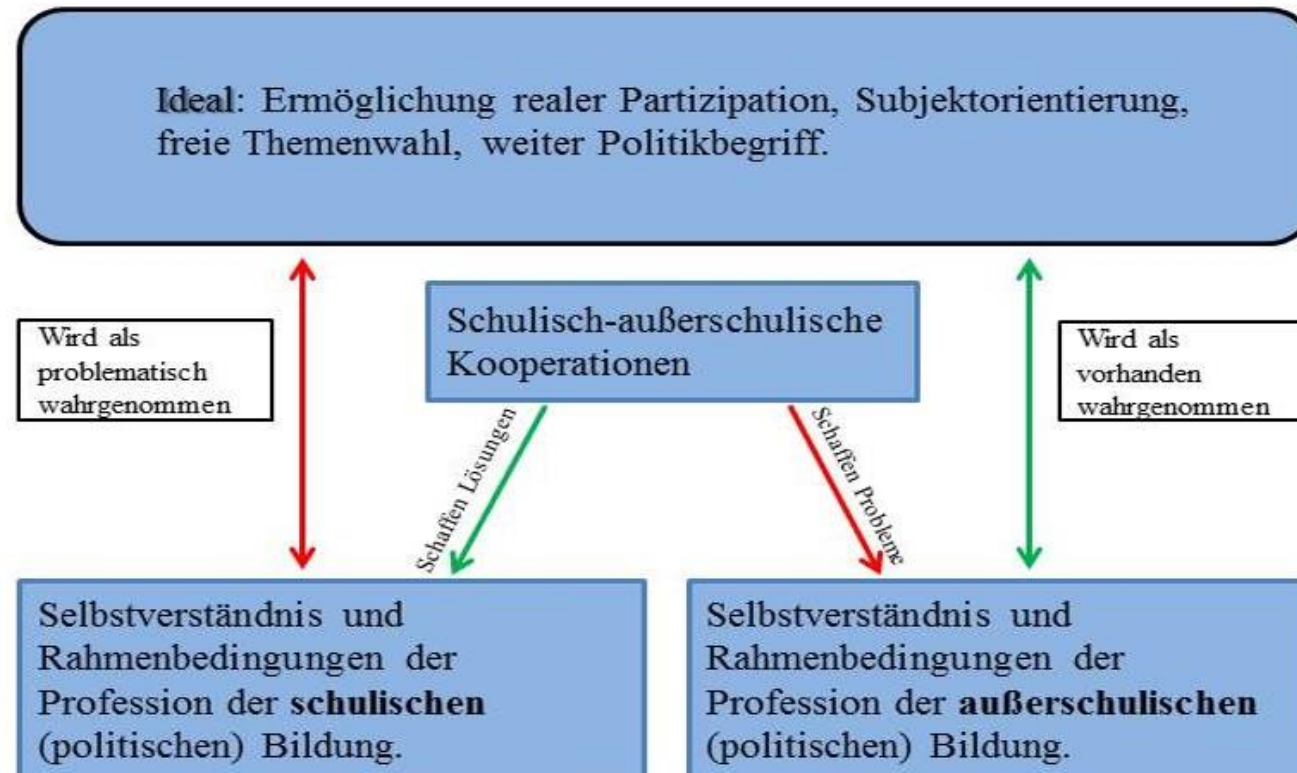 Ideal: Ermöglichung realer Partizipation, Subjektorientierung,
freie Themenwahl, weiter Politikbegriff.
Wird als
problematisch
wahrgenommen
Schulisch-außerschulische
Kooperationen
Wird als
vorhanden
wahrgenommen
Schaffen Lösungen
Schaffen Probleme
Selbstverständnis und
Rahmenbedingungen der
Profession der schulischen
(politischen) Bildung.
Selbstverständnis und
Rahmenbedingungen der
Profession der außerschulischen
(politischen) Bildung.